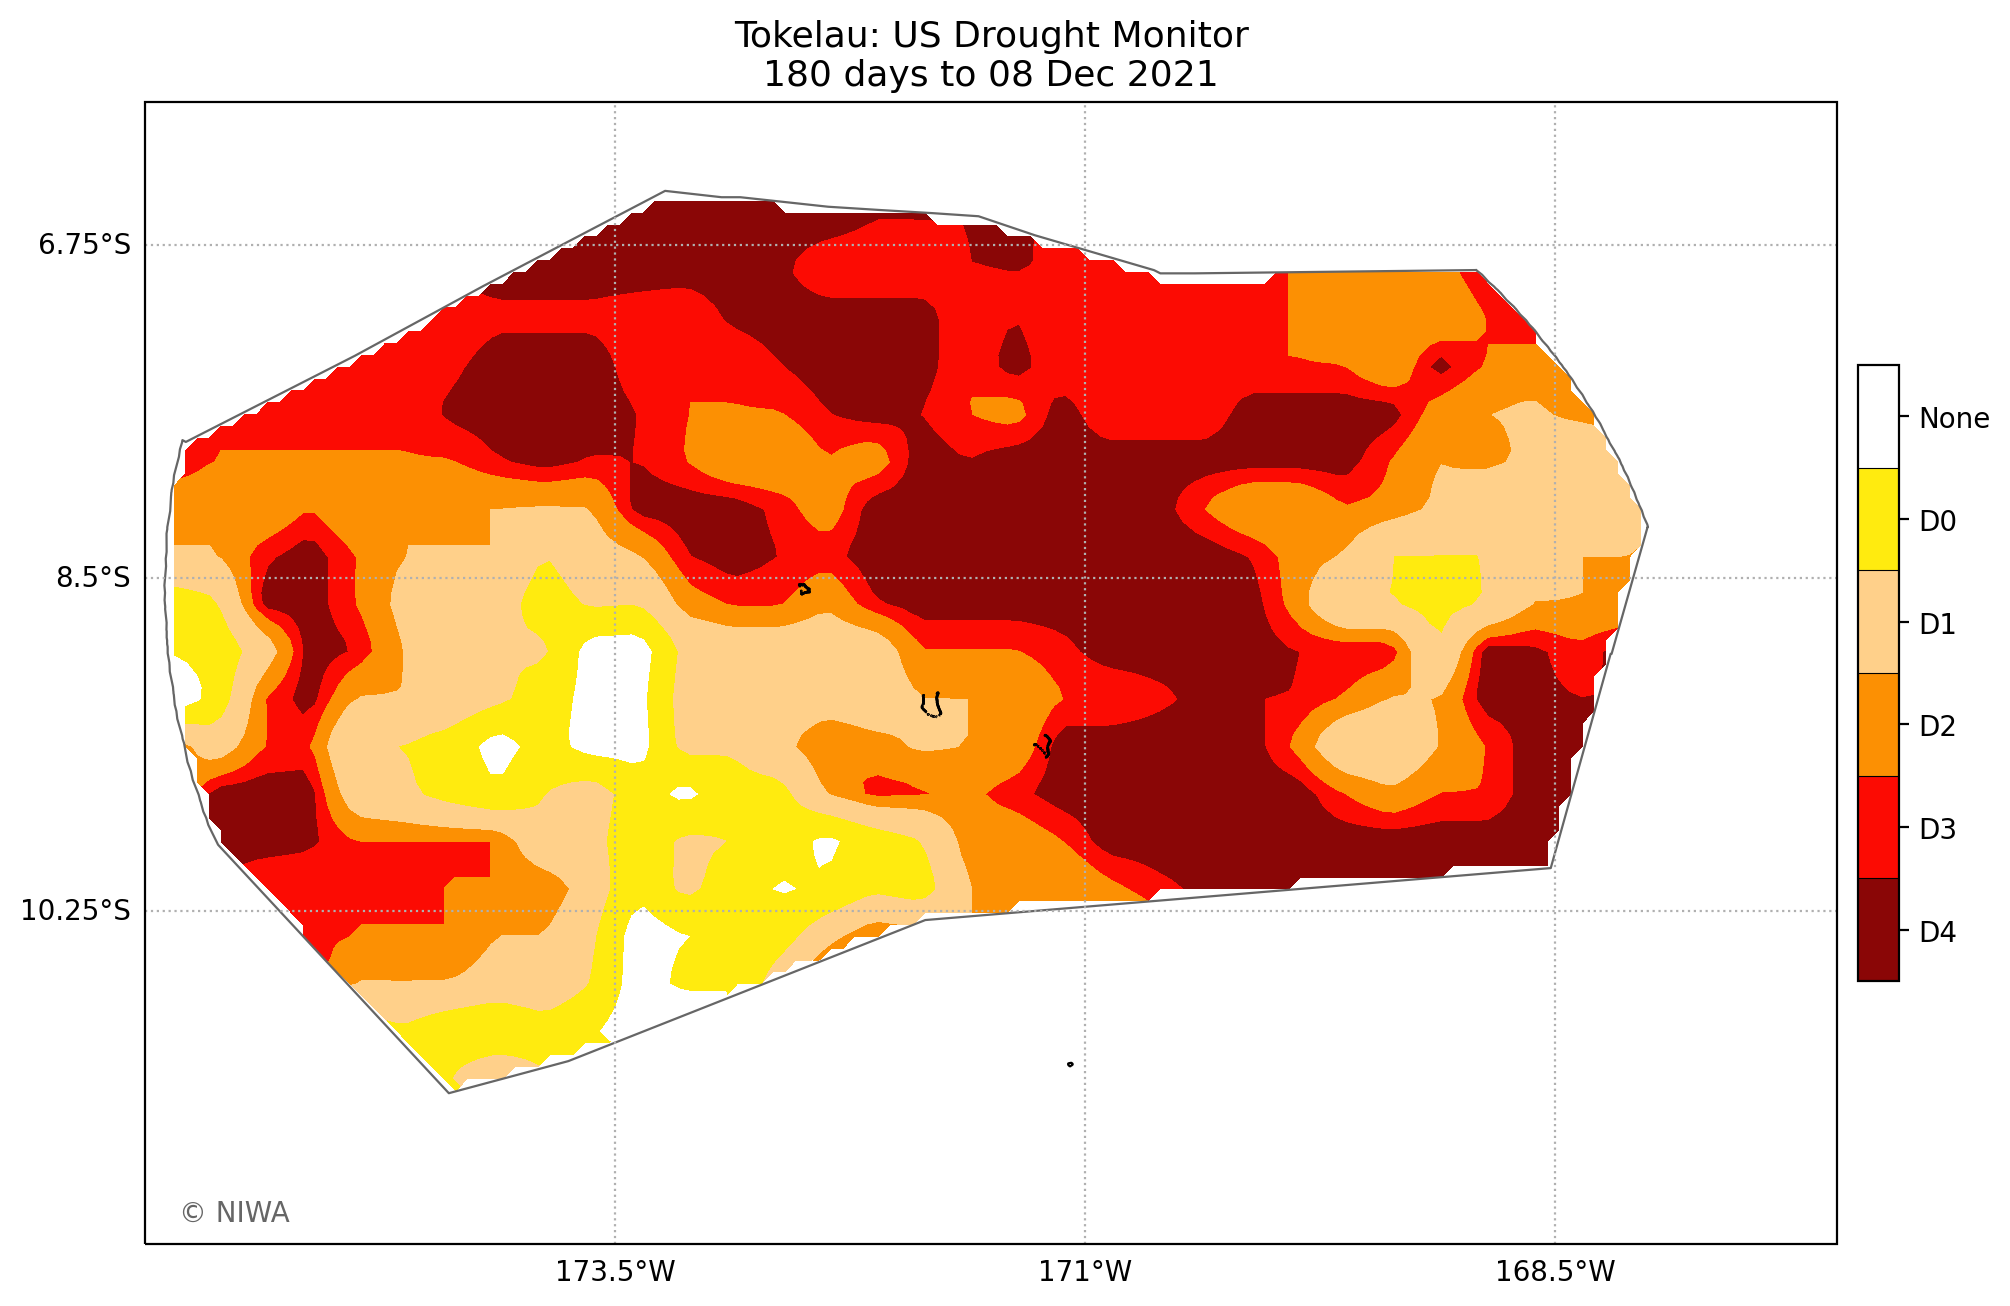 Tokelau: US Drought Monitor
180 days to 08 Dec 2021
6.75°S
8.5°S
10.25°S
173.5°W
171°W
168.5°W
None
D0
D1
D2
D3
D4
© NIWA